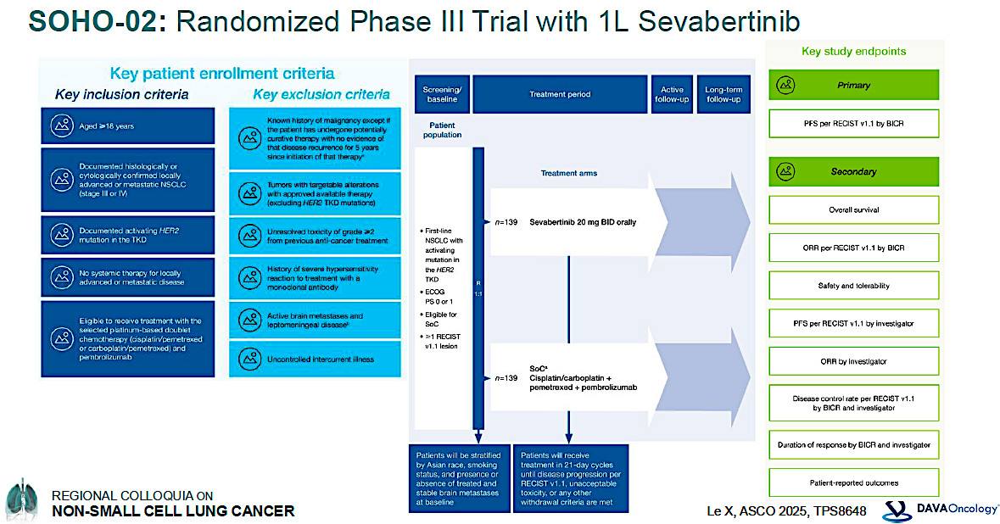 SOHO-02: Randomized Phase III Trial with 1L Sevabertinib
Key patient enrollment criteria
Key inclusion criteria
Aged ≥18 years
Documented histologically or
cytologically confirmed locally
advanced or metastatic NSCLC
(stage III or IV)
Documented activating HER2
mutation in the TKD
No systemic therapy for locally
advanced or metastatic disease
Eligible to receive treatment with the
selected platinum-based doublet
chemotherapy (cisplatin/pemetrexed
or carboplatin/pemetrexed) and
pembrolizumab
Key exclusion criteria
Known history of malignancy except if
the patient has undergone potentially
curative therapy with no evidence of
that disease recurrence for 5 years
since initiation of that therapyᵃ
Tumors with targetable alterations
with approved available therapy
(excluding HER2 TKD mutations)
Unresolved toxicity of grade ≥2
from previous anti-cancer treatment
History of severe hypersensitivity
reaction to treatment with a
monoclonal antibody
Active brain metastases and
leptomeningeal diseaseᵇ
Uncontrolled intercurrent illness
Screening/
baseline
Treatment period
Active
follow-up
Long-term
follow-up
Patient
population
• First-line
NSCLC with
activating
mutation in
the HER2
TKD
• ECOG
PS 0 or 1
• Eligible for
SoC
• ≥1 RECIST
v1.1 lesion
R
1:1
Treatment arms
n=139 Sevabertinib 20 mg BID orally
n=139
SoCᵃ
Cisplatin/carboplatin +
pemetrexed + pembrolizumab
Patients will be stratified
by Asian race, smoking
status, and presence or
absence of treated and
stable brain metastases
at baseline
Patients will receive
treatment in 21-day cycles
until disease progression per
RECIST v1.1, unacceptable
toxicity, or any other
withdrawal criteria are met
Key study endpoints
Primary
PFS per RECIST v1.1 by BICR
Secondary
Overall survival
ORR per RECIST v1.1 by BICR
Safety and tolerability
PFS per RECIST v1.1 by investigator
ORR by investigator
Disease control rate per RECIST v1.1
by BICR and investigator
Duration of response by BICR and investigator
Patient-reported outcomes
REGIONAL COLLOQUIA ON
NON-SMALL CELL LUNG CANCER
Le X, ASCO 2025, TPS8648
DAVAOncology